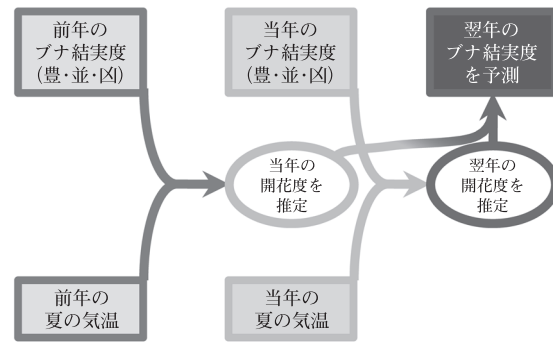 前年の
ブナ結実度
(豊・並・凶)
当年の
ブナ結実度
(豊・並・凶)
翌年の
ブナ結実度
を予測
当年の
開花度を
推定
翌年の
開花度を
推定
前年の
夏の気温
当年の
夏の気温